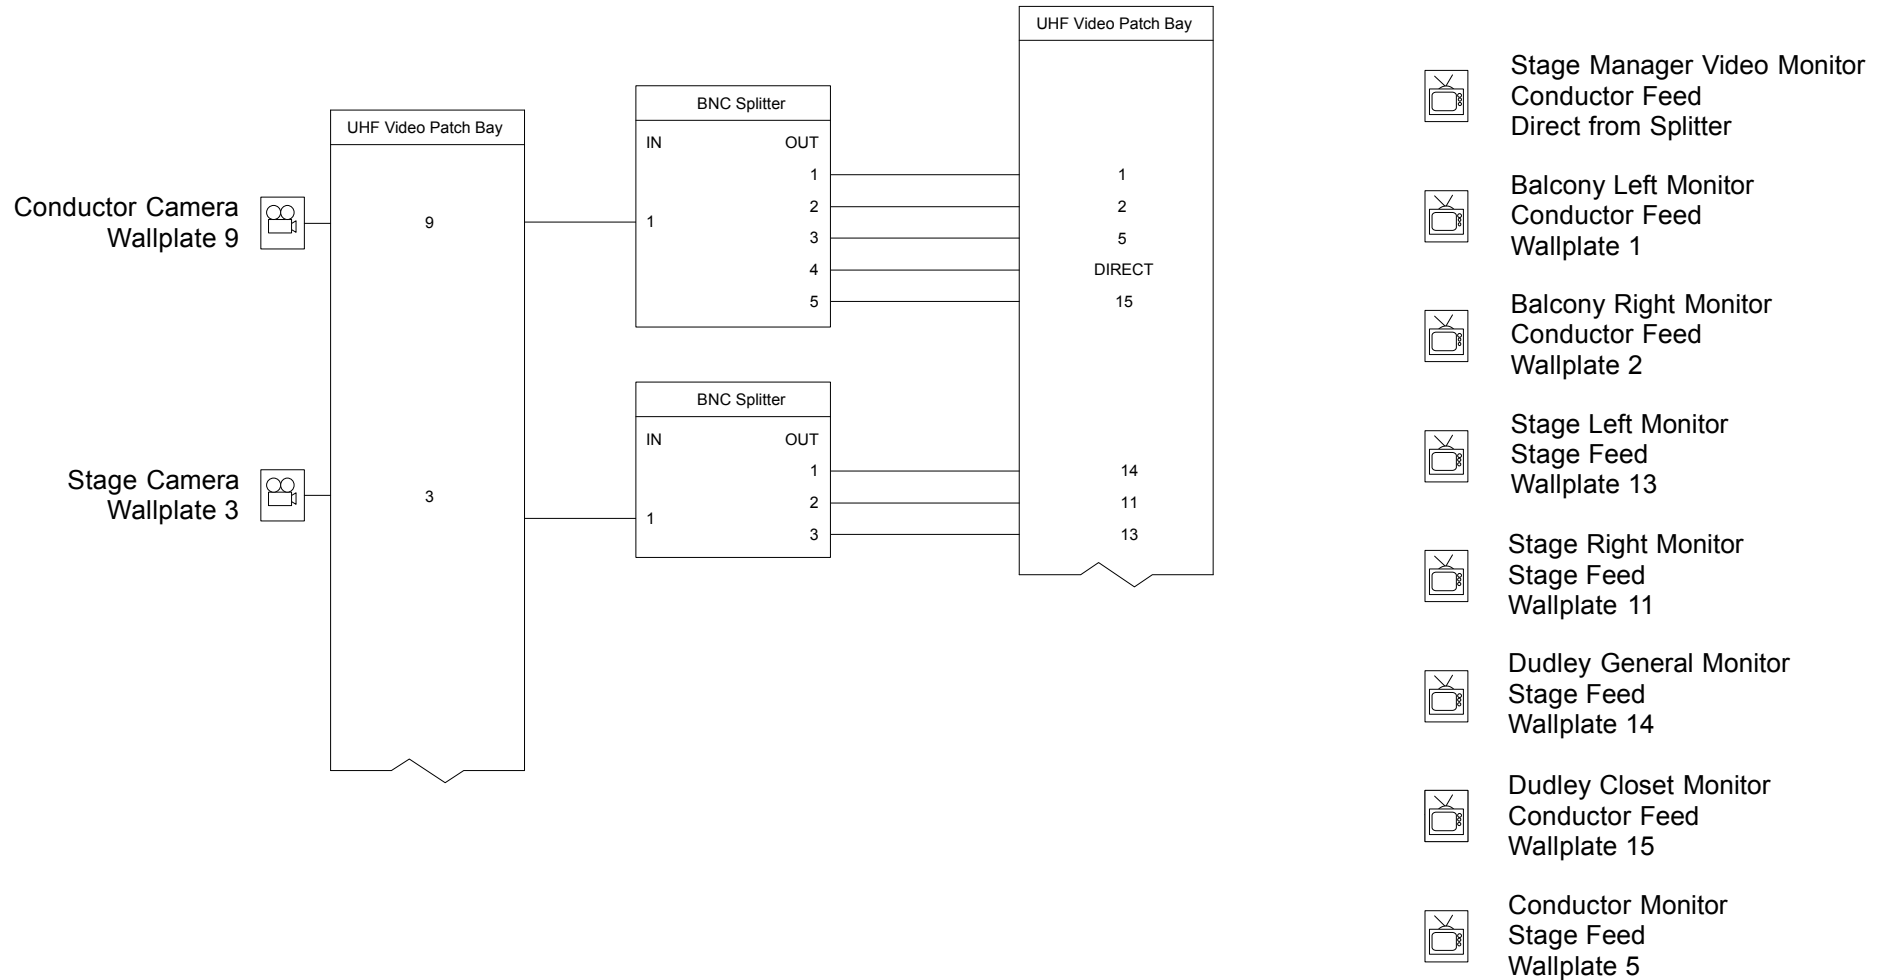 Conductor Camera
Wallplate 9
Stage Camera
Wallplate 3
UHF Video Patch Bay
9
3
BNC Splitter
IN OUT
1
1
2
3
4
5
BNC Splitter
IN OUT
1
1
2
3
UHF Video Patch Bay
1
2
5
DIRECT
15
14
11
13
Stage Manager Video Monitor
Conductor Feed
Direct from Splitter
Balcony Left Monitor
Conductor Feed
Wallplate 1
Balcony Right Monitor
Conductor Feed
Wallplate 2
Stage Left Monitor
Stage Feed
Wallplate 13
Stage Right Monitor
Stage Feed
Wallplate 11
Dudley General Monitor
Stage Feed
Wallplate 14
Dudley Closet Monitor
Conductor Feed
Wallplate 15
Conductor Monitor
Stage Feed
Wallplate 5